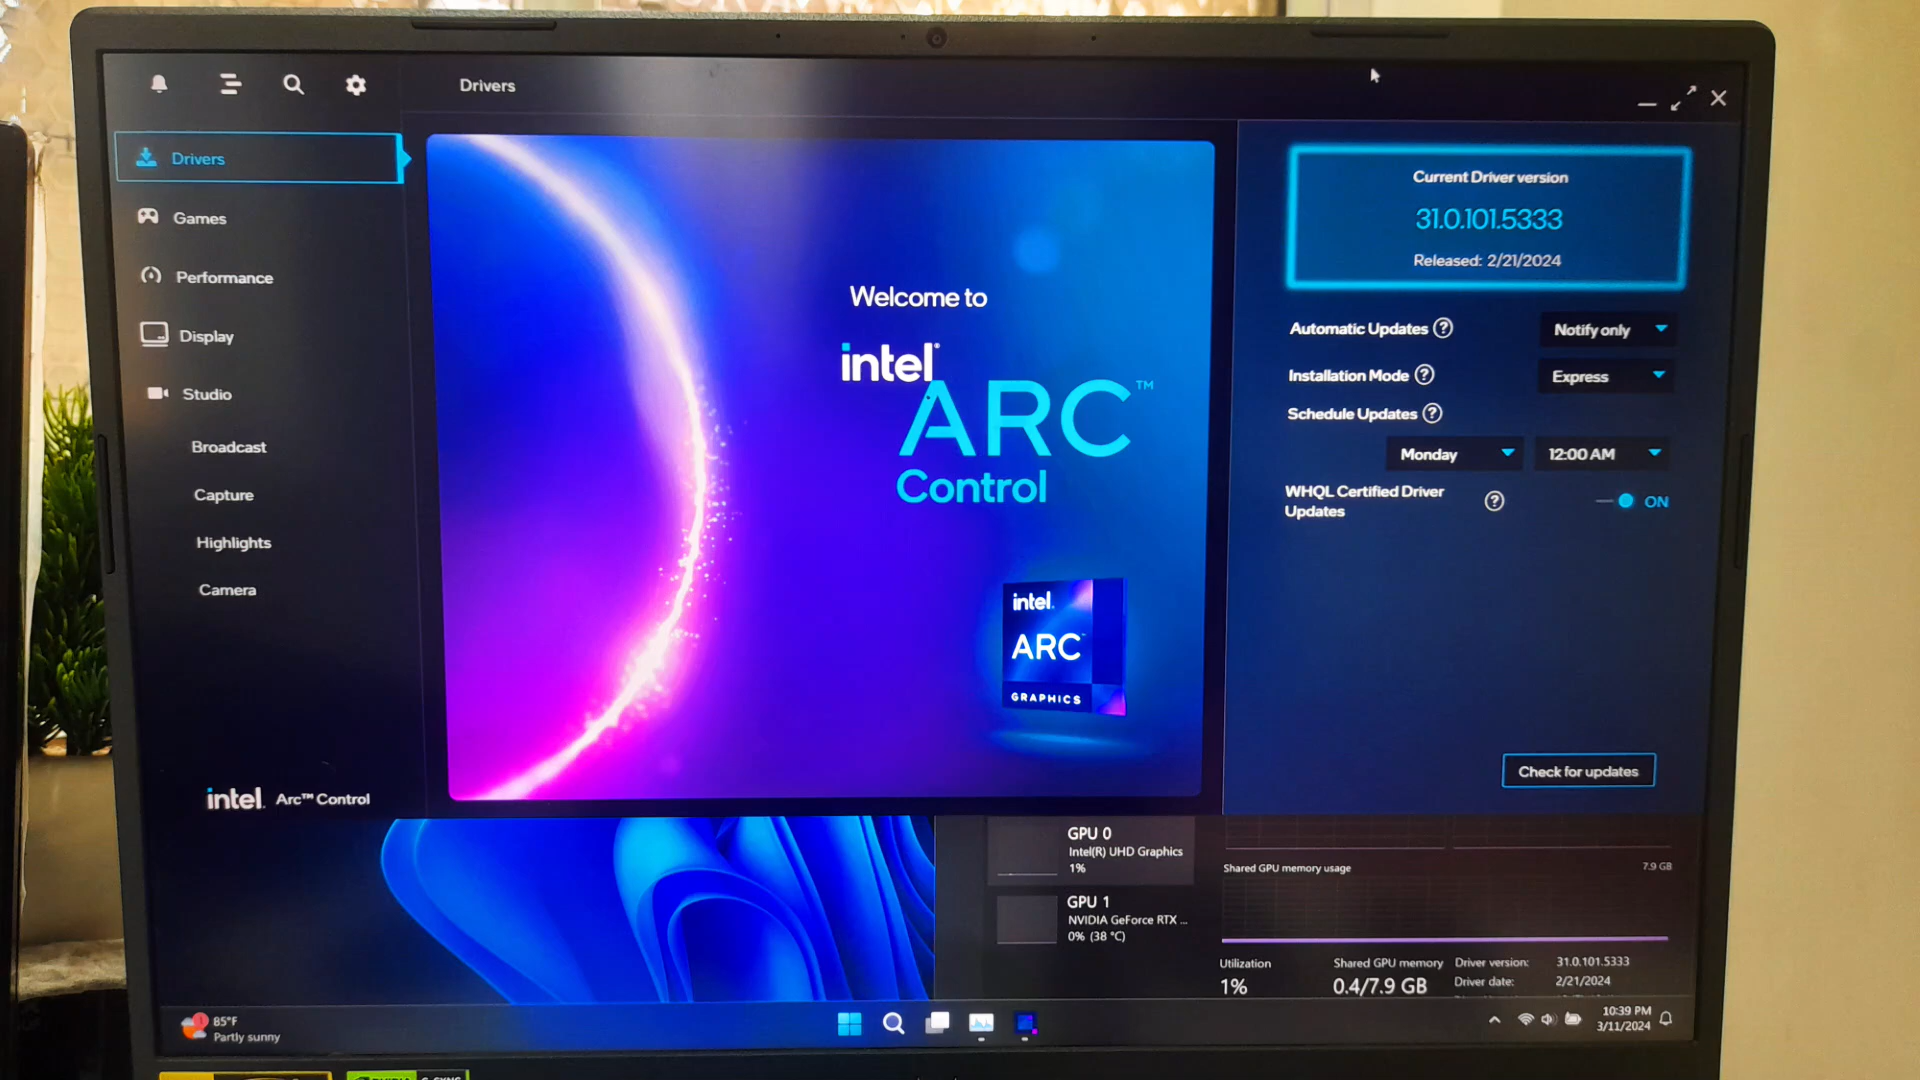 Drivers
Drivers
Games
Performance
Display
Studio
Broadcast
Capture
Highlights
Camera
intel. Arc™ Control
Welcome to
intel®
ARC™
Control
intel.
ARC
GRAPHICS
Current Driver version
31.0.101.5333
Released: 2/21/2024
Automatic Updates ? Notify only
Installation Mode ? Express
Schedule Updates ?
Monday 12:00 AM
WHQL Certified Driver
Updates ? ON
Check for updates
GPU 0
Intel(R) UHD Graphics
1%
GPU 1
NVIDIA GeForce RTX ...
0% (38 °C)
Shared GPU memory usage 7.9 GB
Utilization
1%
Shared GPU memory
0.4/7.9 GB
Driver version: 31.0.101.5333
Driver date: 2/21/2024
1
85°F
Partly sunny
10:39 PM
3/11/2024